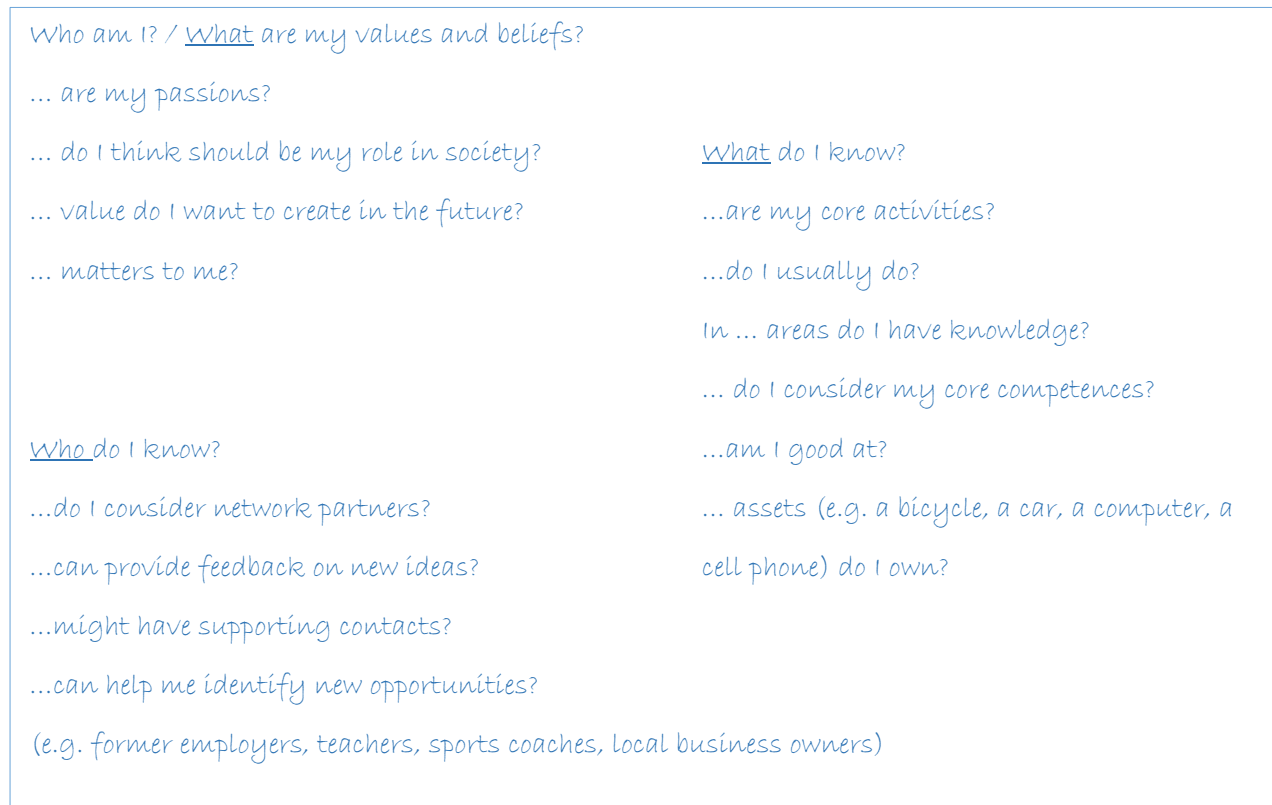 Who am I? / What are my values and beliefs?
... are my passions?
... do I think should be my role in society?
... value do I want to create in the future?
... matters to me?
What do I know?
...are my core activities?
...do I usually do?
In ... areas do I have knowledge?
... do I consider my core competences?
...am I good at?
... assets (e.g. a bicycle, a car, a computer, a
cell phone) do I own?
Who do I know?
...do I consider network partners?
...can provide feedback on new ideas?
...might have supporting contacts?
...can help me identify new opportunities?
(e.g. former employers, teachers, sports coaches, local business owners)